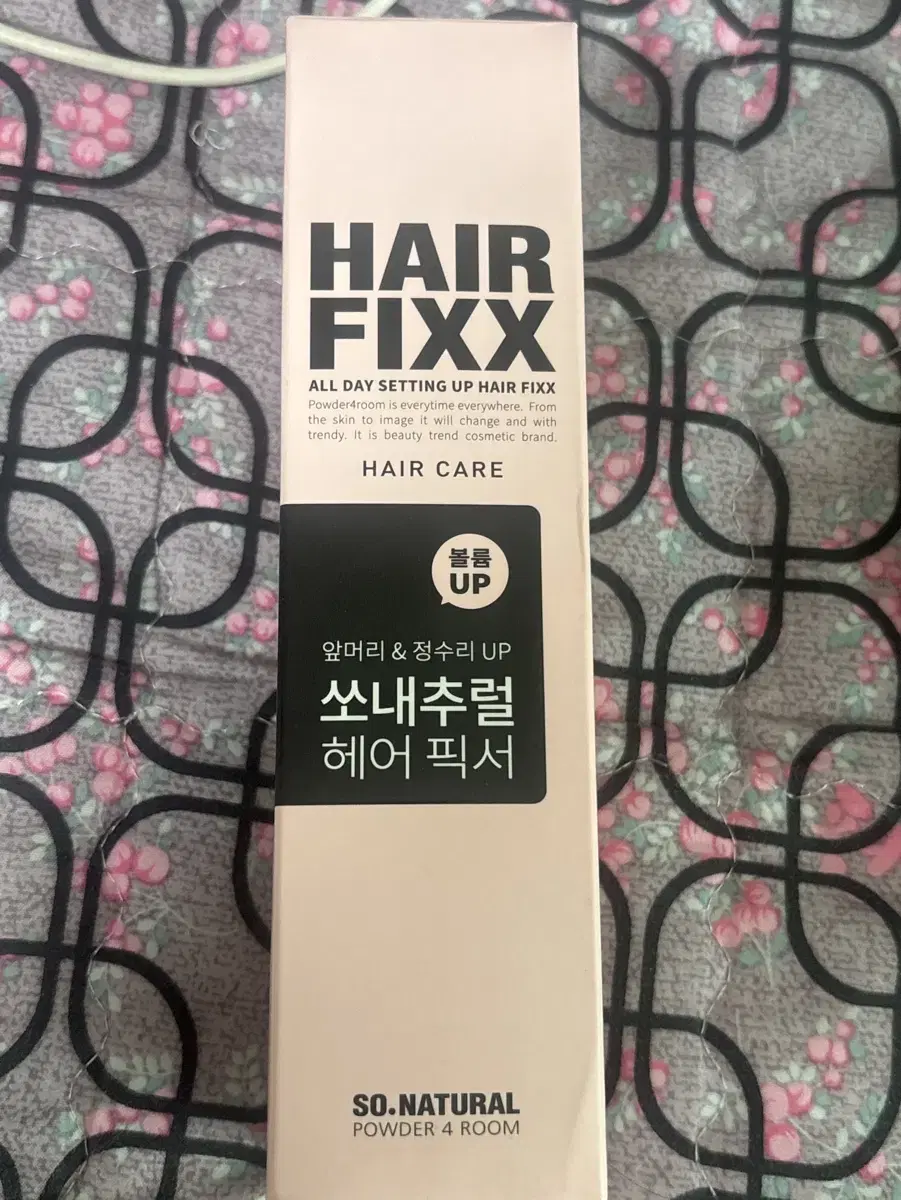 HAIR
FIXX
ALL DAY SETTING UP HAIR FIXX
Powder4room is everytime everywhere. From
the skin to image it will change and with
trendy. It is beauty trend cosmetic brand.
HAIR CARE
볼륨
UP
앞머리 & 정수리 UP
쏘내추럴
헤어 픽서
SO.NATURAL
POWDER 4 ROOM